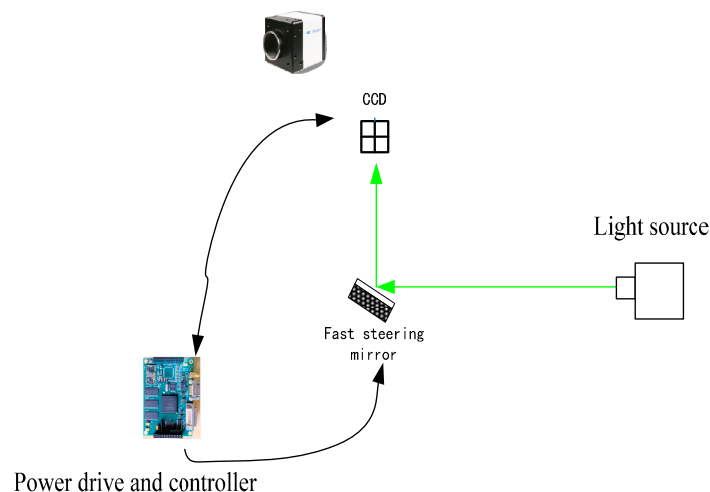 CCD
Light source
Fast steering
mirror
Power drive and controller